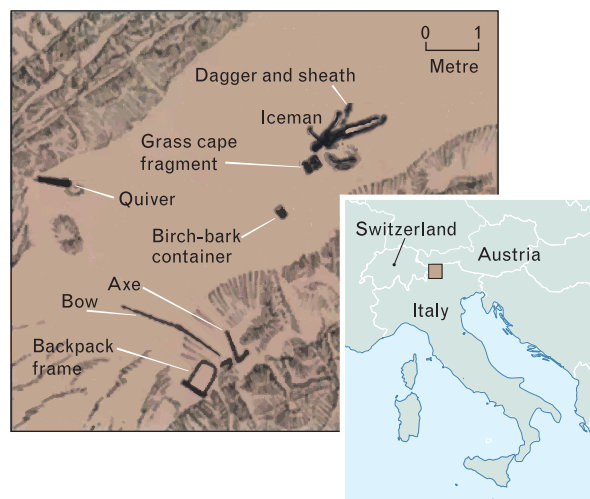 0 1
Metre
Dagger and sheath
Iceman
Grass cape
fragment
Quiver
Birch-bark
container
Axe
Bow
Backpack
frame
Switzerland
Austria
Italy